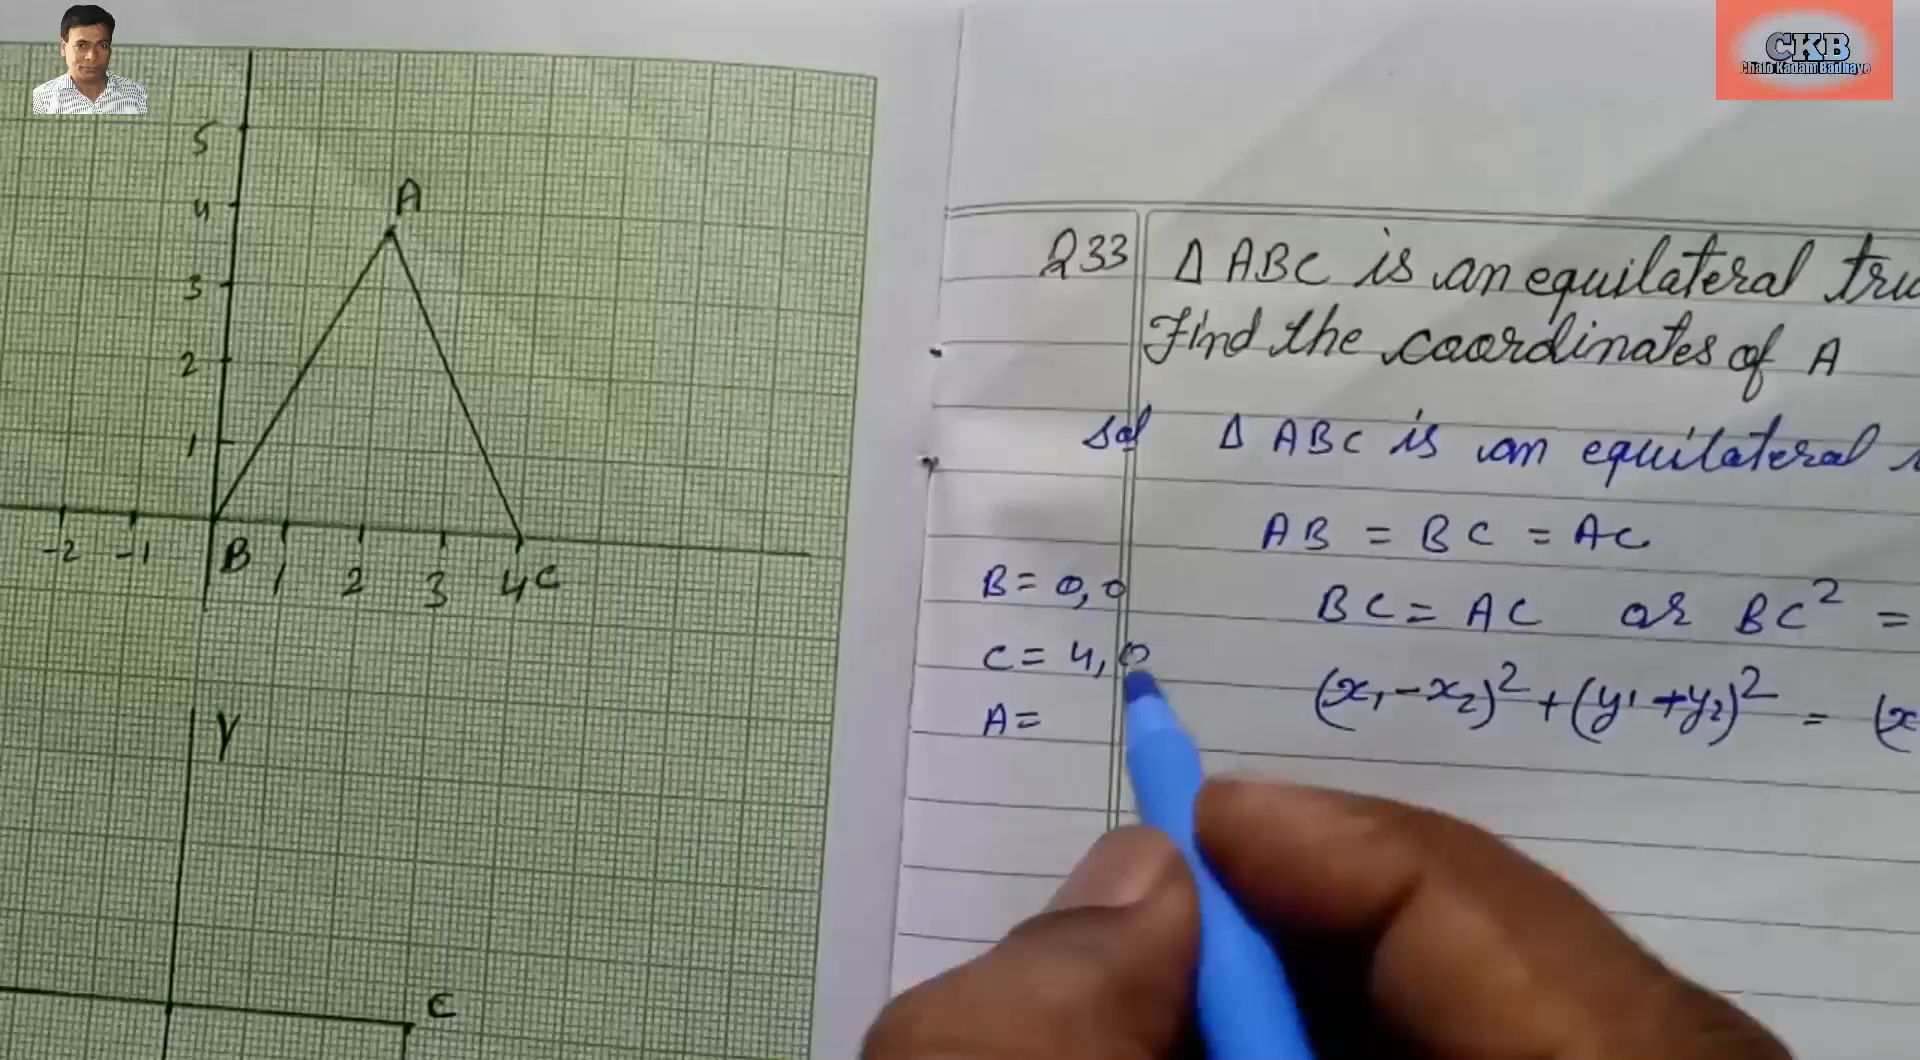 CKB
Chalo Kadam Badhaye
5
A
4
3
2
1
-2 -1 B 1 2 3 4 C
Y
C
Q33 Δ ABC is an equilateral
Find the coordinates of A
Sol Δ ABC is an equilateral
AB = BC = AC
B = 0,0
BC = AC or BC² =
C = 4,0
(x₁-x₂)² + (y₁+y₂)² = (x
A =